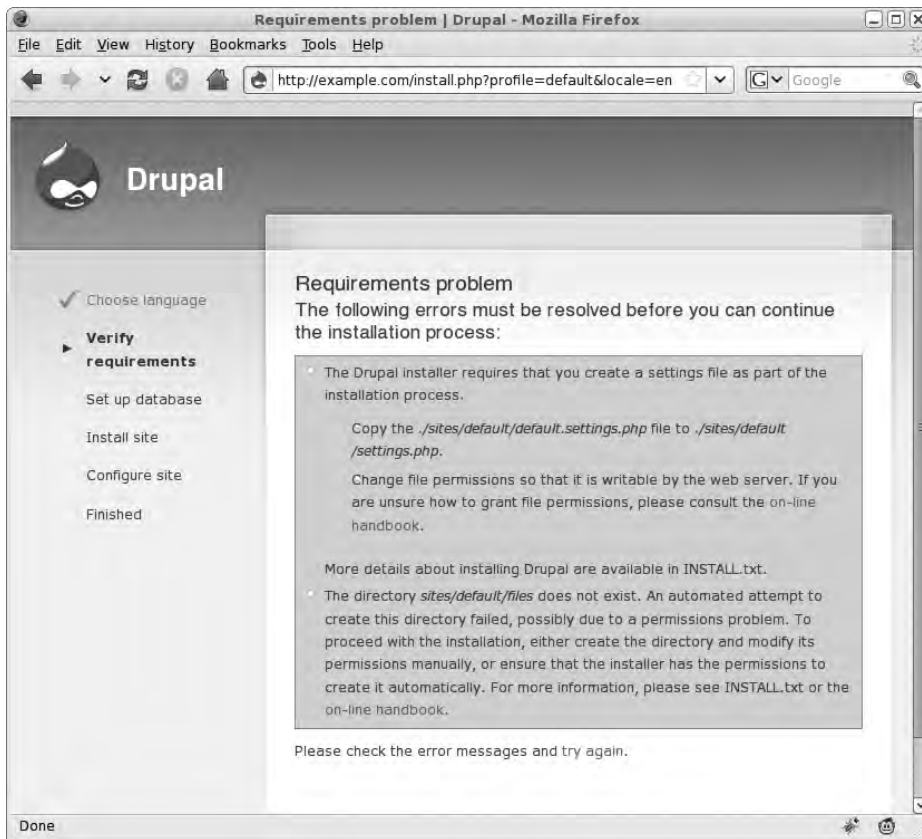 Requirements problem | Drupal - Mozilla Firefox
File Edit View History Bookmarks Tools Help
http://example.com/install.php?profile=default&locale=en
G
Google
Drupal
Choose language
Verify
requirements
Set up database
Install site
Configure site
Finished
Requirements problem
The following errors must be resolved before you can continue
the installation process:
The Drupal installer requires that you create a settings file as part of the
installation process.
Copy the ./sites/default/default.settings.php file to ./sites/default
/settings.php.
Change file permissions so that it is writable by the web server. If you
are unsure how to grant file permissions, please consult the on-line
handbook.
More details about installing Drupal are available in INSTALL.txt.
The directory sites/default/files does not exist. An automated attempt to
create this directory failed, possibly due to a permissions problem. To
proceed with the installation, either create the directory and modify its
permissions manually, or ensure that the installer has the permissions to
create it automatically. For more information, please see INSTALL.txt or the
on-line handbook.
Please check the error messages and try again.
Done